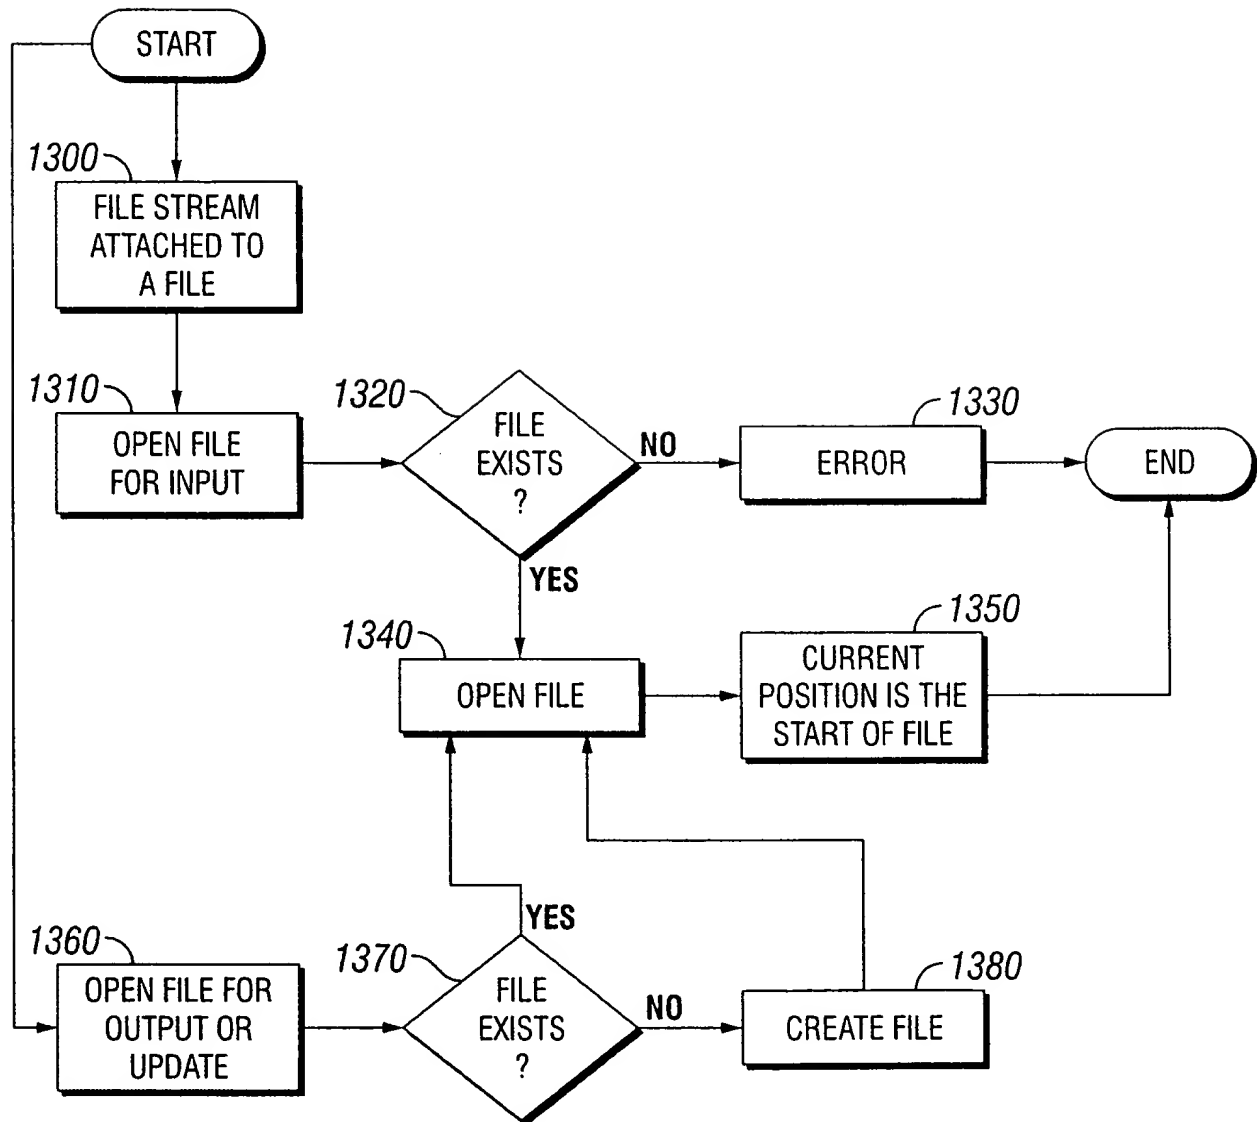 START
1300
FILE STREAM
ATTACHED TO
A FILE
1310
OPEN FILE
FOR INPUT
1320
FILE
EXISTS
?
NO
1330
ERROR
END
YES
1340
OPEN FILE
1350
CURRENT
POSITION IS THE
START OF FILE
1360
OPEN FILE FOR
OUTPUT OR
UPDATE
YES
1370
FILE
EXISTS
?
NO
1380
CREATE FILE